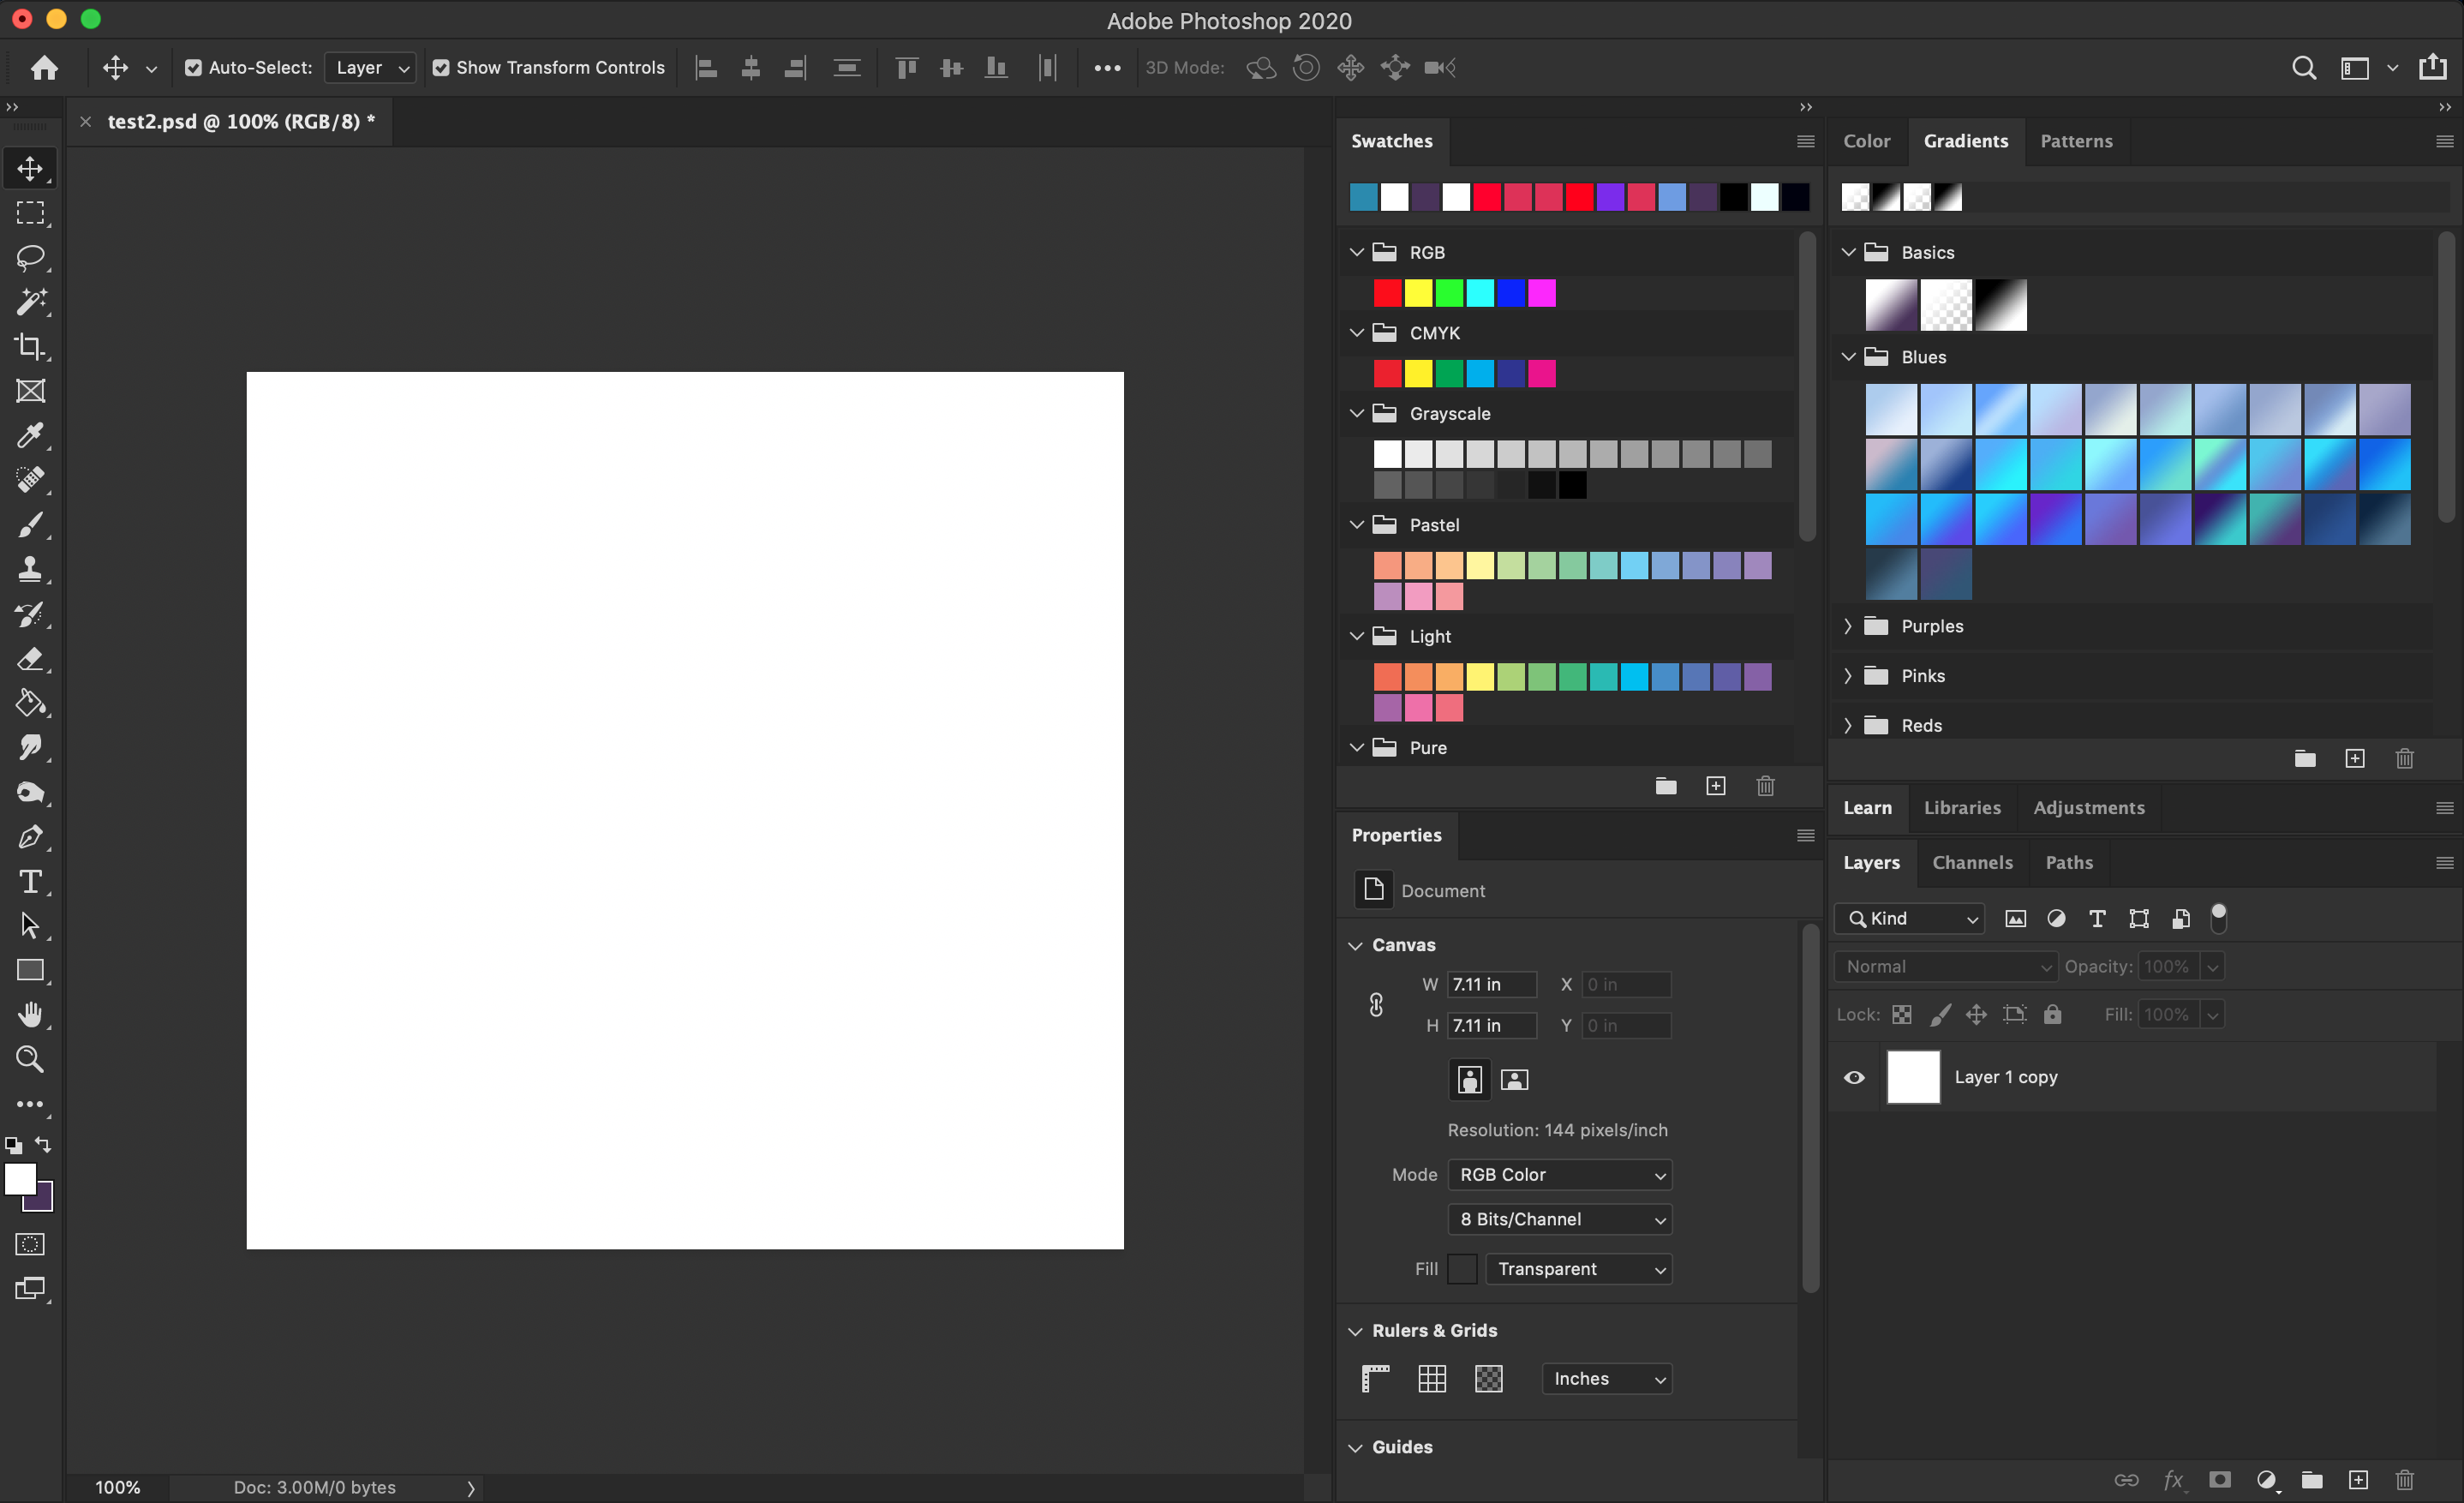 Adobe Photoshop 2020
Auto-Select: Layer Show Transform Controls 3D Mode:
test2.psd @ 100% (RGB/8) *
Swatches
RGB
CMYK
Grayscale
Pastel
Light
Pure
Color Gradients Patterns
Basics
Blues
Purples
Pinks
Reds
Properties
Document
Canvas
W 7.11 in X 0 in
H 7.11 in Y 0 in
Resolution: 144 pixels/inch
Mode RGB Color
8 Bits/Channel
Fill Transparent
Rulers & Grids
Inches
Guides
Learn Libraries Adjustments
Layers Channels Paths
Kind
Normal Opacity: 100%
Lock: Fill: 100%
Layer 1 copy
fx
100% Doc: 3.00M/0 bytes